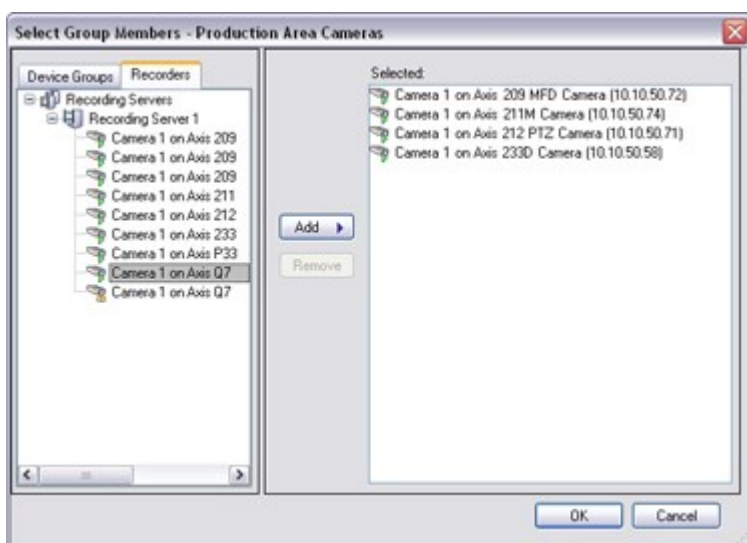 Select Group Members - Production Area Cameras
Device Groups Recorders
Recording Servers
Recording Server 1
Camera 1 on Axis 209
Camera 1 on Axis 209
Camera 1 on Axis 209
Camera 1 on Axis 211
Camera 1 on Axis 212
Camera 1 on Axis 233
Camera 1 on Axis P33
Camera 1 on Axis Q7
Camera 1 on Axis Q7
Add
Remove
Selected:
Camera 1 on Axis 209 MFD Camera (10.10.50.72)
Camera 1 on Axis 211M Camera (10.10.50.74)
Camera 1 on Axis 212 PTZ Camera (10.10.50.71)
Camera 1 on Axis 233D Camera (10.10.50.58)
OK Cancel